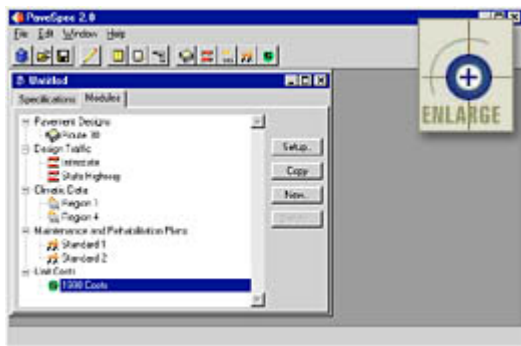 PaveSpec 2.0
File Edit Window Help
ENLARGE
Untitled
Specifications Modules
Pavement Designs
Route 30
Design Traffic
Interstate
State Highway
Climatic Data
Region 1
Region 4
Maintenance and Rehabilitation Plans
Standard 1
Standard 2
Unit Costs
1998 Costs
Setup...
Copy
New...